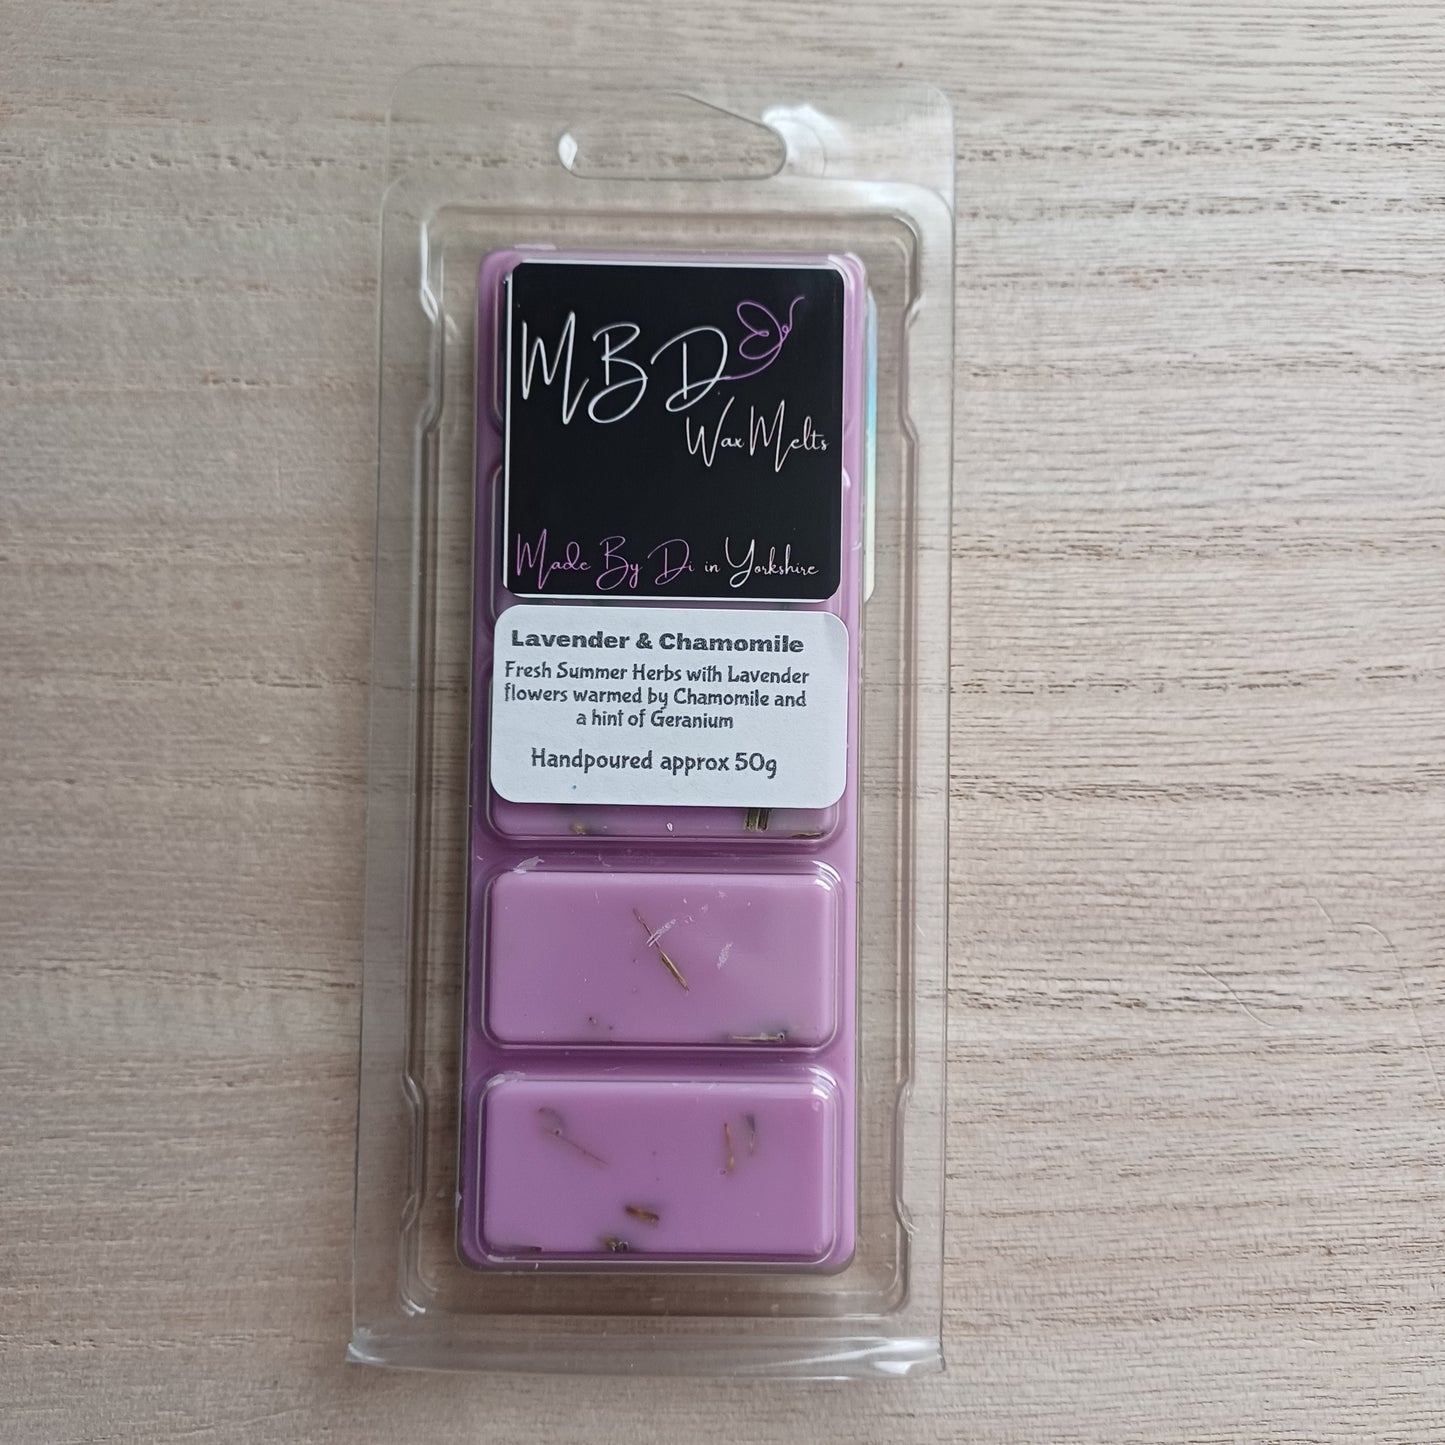 MBD
Wax Melts
Made By Di in Yorkshire
Lavender & Chamomile
Fresh Summer Herbs with Lavender
flowers warmed by Chamomile and
a hint of Geranium
Handpoured approx 50g